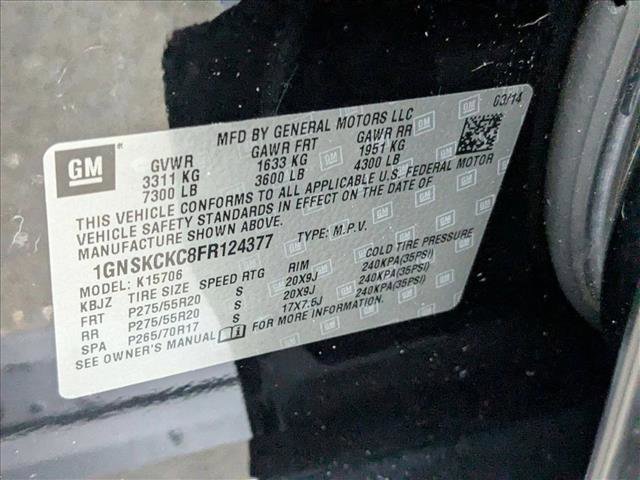 GM
MFD BY GENERAL MOTORS LLC
03/14
GVWR GAWR FRT GAWR RR
3311 KG 1633 KG 1951 KG
7300 LB 3600 LB 4300 LB
THIS VEHICLE CONFORMS TO ALL APPLICABLE U.S. FEDERAL MOTOR
VEHICLE SAFETY STANDARDS IN EFFECT ON THE DATE OF
MANUFACTURE SHOWN ABOVE.
1GNSKCKC8FR124377 TYPE: M.P.V.
MODEL: K15706
KBJZ TIRE SIZE SPEED RTG RIM COLD TIRE PRESSURE
FRT P275/55R20 S 20X9J 240KPA(35PSI)
RR P275/55R20 S 20X9J 240KPA(35PSI)
SPA P265/70R17 S 17X7.5J 240KPA(35PSI)
SEE OWNER'S MANUAL FOR MORE INFORMATION.